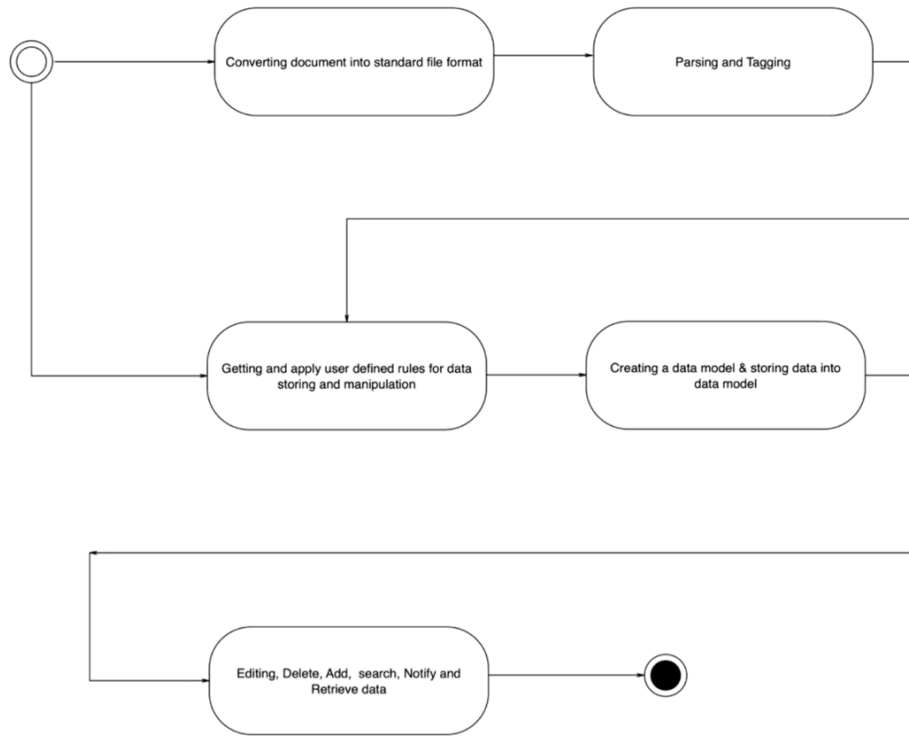 Converting document into standard file format
Parsing and Tagging
Getting and apply user defined rules for data
storing and manipulation
Creating a data model & storing data into
data model
Editing, Delete, Add,  search, Notify and
Retrieve data